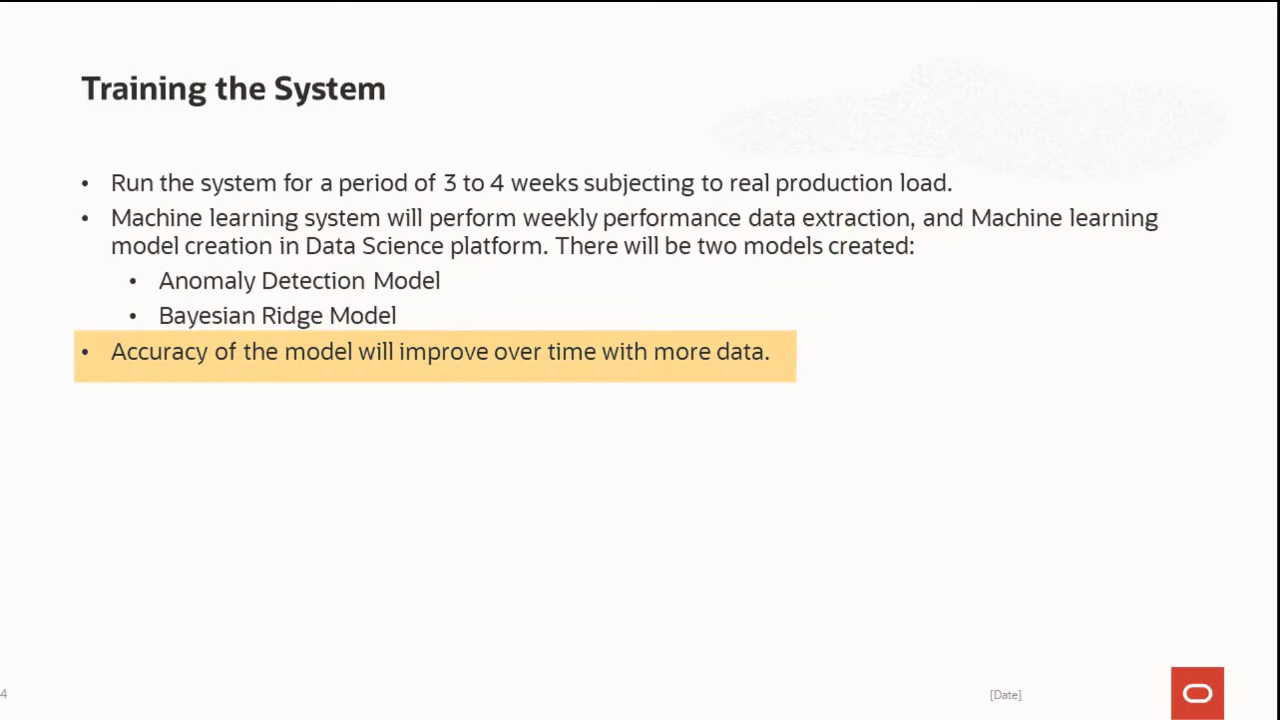 Training the System
• Run the system for a period of 3 to 4 weeks subjecting to real production load.
• Machine learning system will perform weekly performance data extraction, and Machine learning
model creation in Data Science platform. There will be two models created:
• Anomaly Detection Model
• Bayesian Ridge Model
• Accuracy of the model will improve over time with more data.
4
[Date]